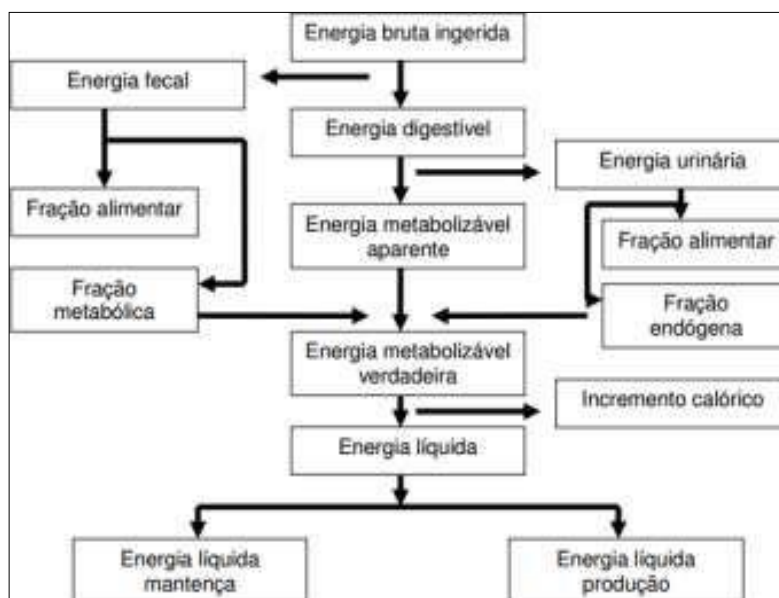 Energia bruta ingerida
Energia fecal
Energia digestível
Energia urinária
Fração alimentar
Energia metabolizável
aparente
Fração alimentar
Fração
metabólica
Fração
endógena
Energia metabolizável
verdadeira
Incremento calórico
Energia líquida
Energia líquida
mantença
Energia líquida
produção